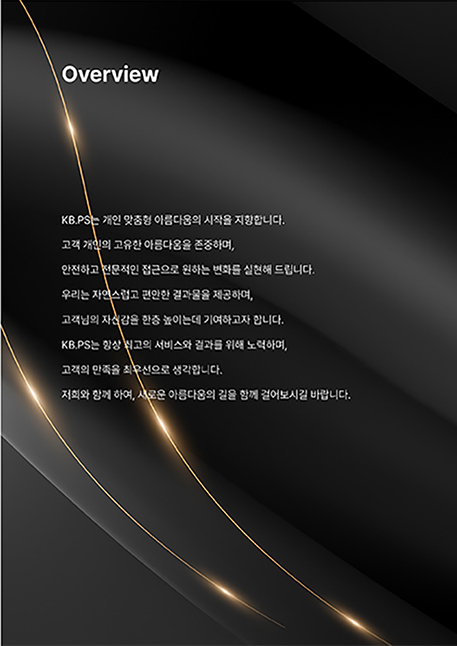 Overview
KB.PS는 개인 맞춤형 아름다움의 시작을 지향합니다.
고객 개인의 고유한 아름다움을 존중하며,
안전하고 전문적인 접근으로 원하는 변화를 실현해 드립니다.
우리는 자연스럽고 편안한 결과물을 제공하며,
고객님의 자신감을 한층 높이는데 기여하고자 합니다.
KB.PS는 항상 최고의 서비스와 결과를 위해 노력하며,
고객의 만족을 최우선으로 생각합니다.
저희와 함께 하여, 새로운 아름다움의 길을 함께 걸어보시길 바랍니다.